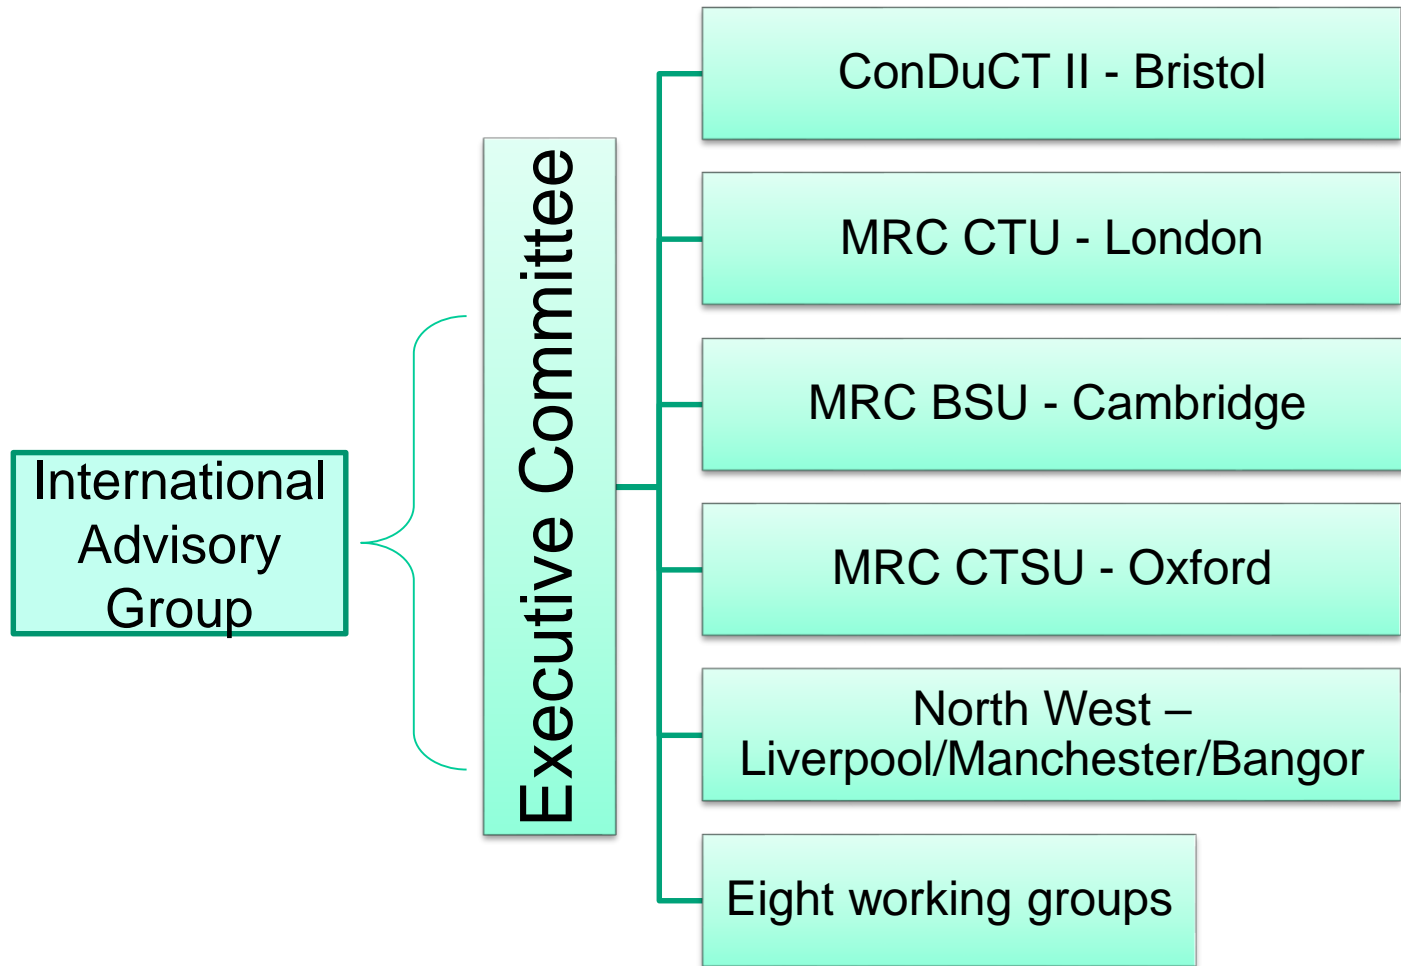 International
Advisory
Group
Executive Committee
ConDuCT II - Bristol
MRC CTU - London
MRC BSU - Cambridge
MRC CTSU - Oxford
North West –
Liverpool/Manchester/Bangor
Eight working groups